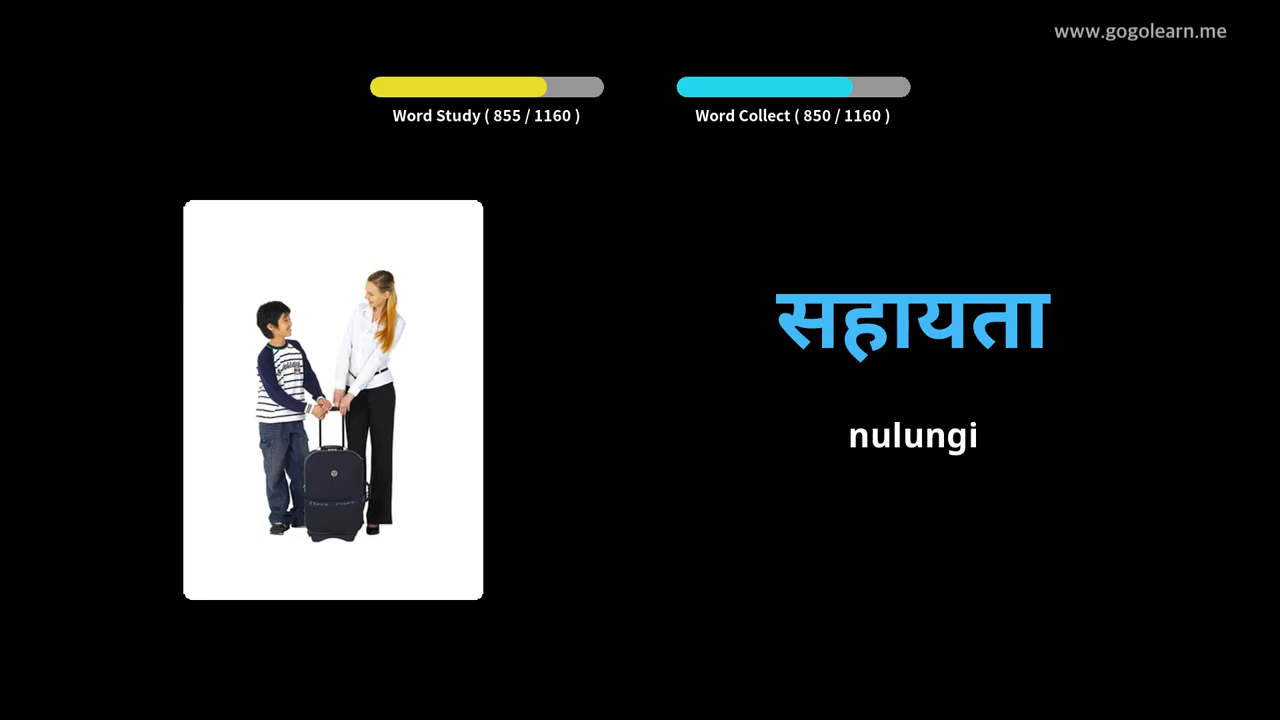 www.gogolearn.me
Word Study ( 855 / 1160 )
Word Collect ( 850 / 1160 )
सहायता
nulungi